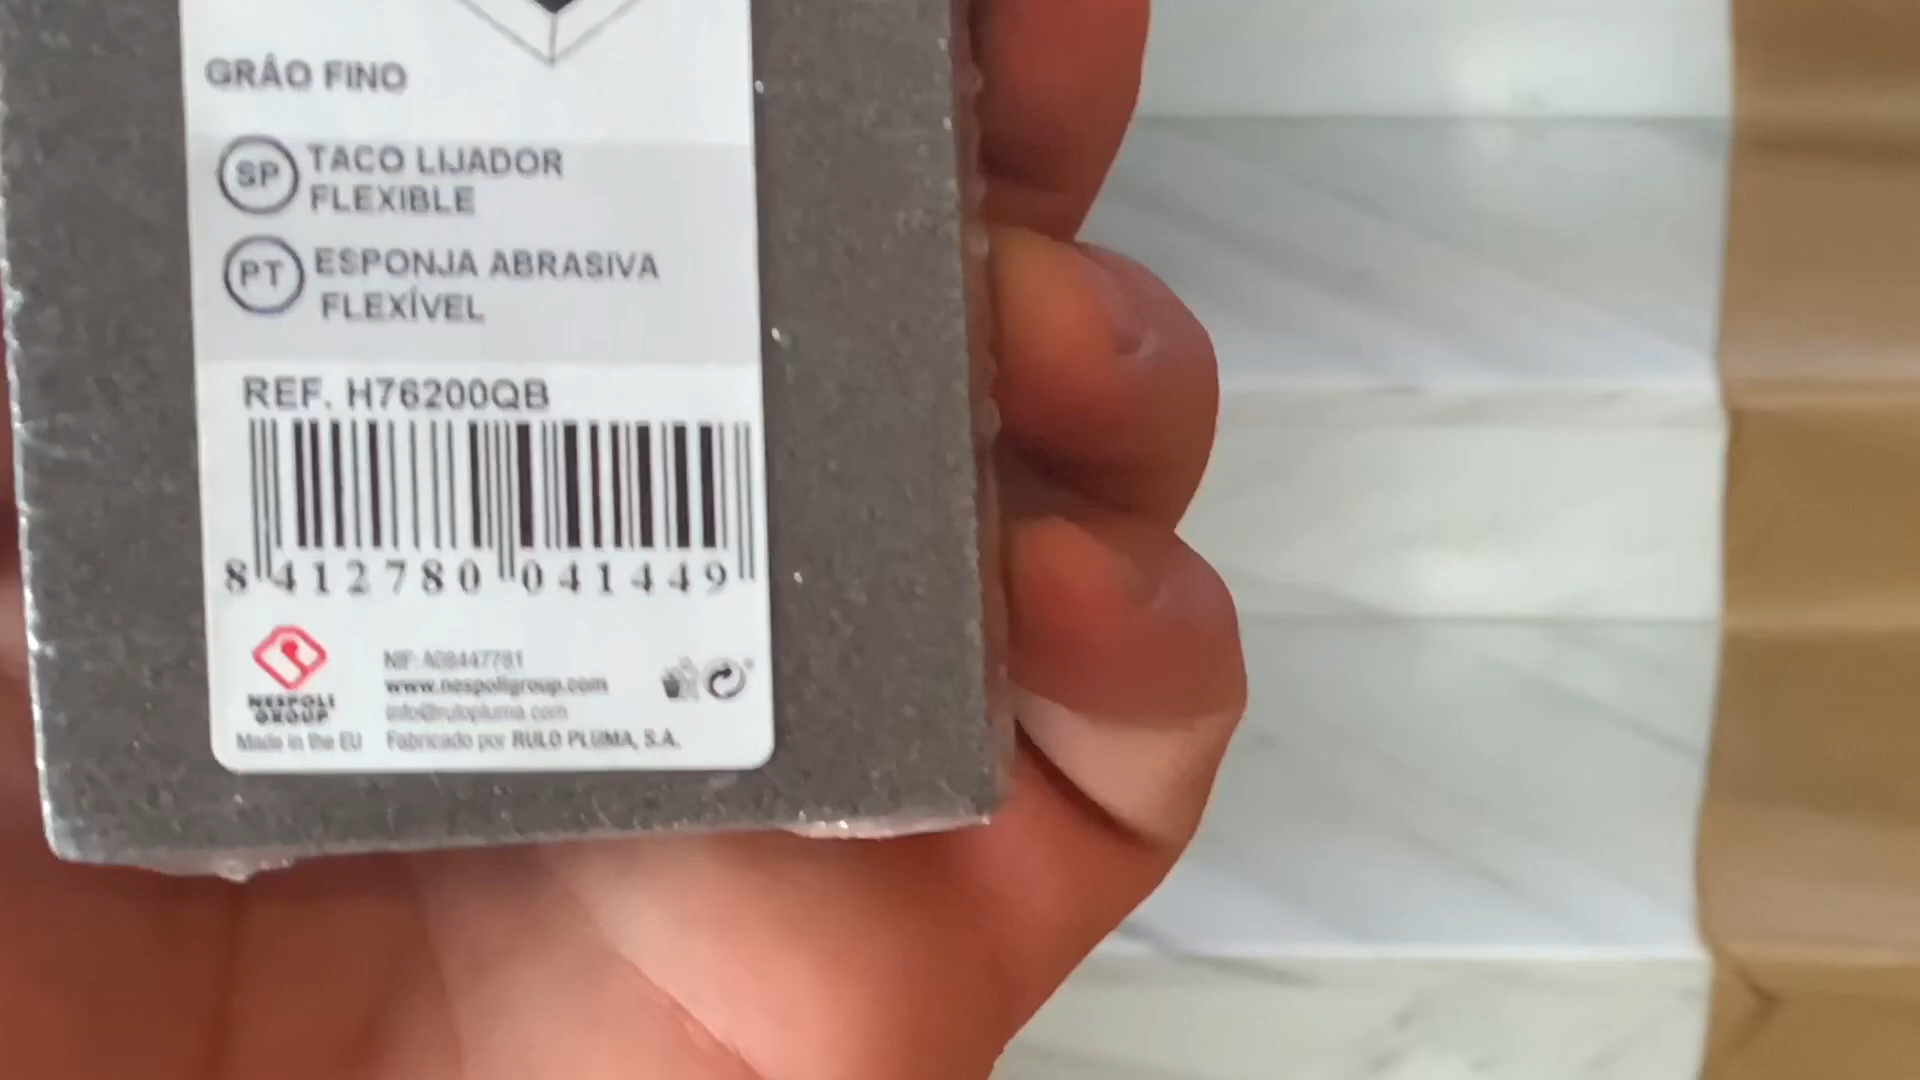 GRÃO FINO
SP TACO LIJADOR
FLEXIBLE
PT ESPONJA ABRASIVA
FLEXÍVEL
REF. H76200QB
8 412780 041449
NESPOLI
GROUP
NIF: A08447781
www.nespoligroup.com
info@rulopluma.com
Made in the EU Fabricado por RULO PLUMA, S.A.